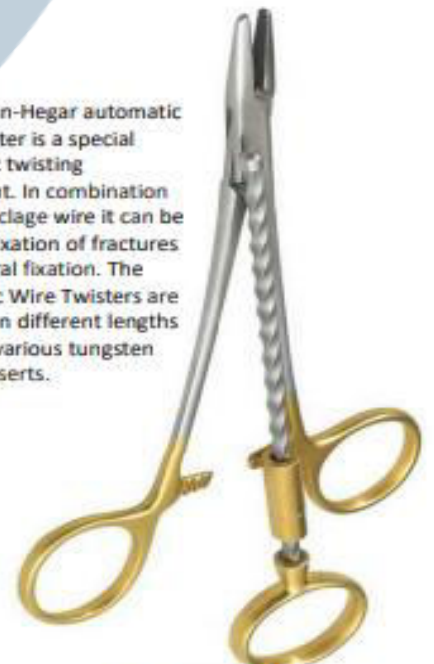 n-Hegar automatic
ter is a special
twisting
t. In combination
clage wire it can be
ixation of fractures
al fixation. The
Wire Twisters are
n different lengths
various tungsten
serts.